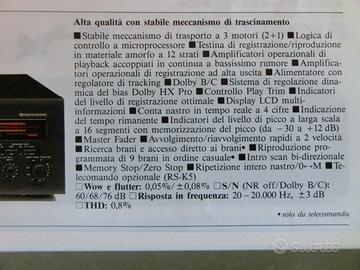 Alta qualità con stabile meccanismo di trascinamento
■ Stabile meccanismo di trasporto a 3 motori (2+1) ■ Logica di
controllo a microprocessore ■ Testina di registrazione/riproduzione
in materiale amorfo a 12 strati ■ Amplificatori operazionali di
playback accoppiati in continua a bassissimo rumore ■ Amplifica-
tori operazionali di registrazione ad alta uscita ■ Alimentatore con
regolatore di tracking ■ Dolby B/C ■ Sistema di regolazione dina-
mica del bias Dolby HX Pro ■ Controllo Play Trim ■ Indicatori
del livello di registrazione ottimale ■ Display LCD multi-
informazioni ■ Conta nastro in tempo reale a 4 cifre ■ Indicazione
del tempo rimanente ■ Indicatori del livello di picco a larga scala
a 16 segmenti con memorizzazione del picco (da −30 a +12 dB)
■ Master Fader ■ Avvolgimento/riavvolgimento rapidi a 2 velocità
■ Ricerca brani e accesso diretto ai brani• ■ Riproduzione pro-
grammata di 9 brani in ordine casuale• ■ Intro scan bi-direzionale
■ Memory Stop/Zero Stop ■ Ripetizione intero nastro/0-→M ■ Te-
lecomando opzionale (RS-K5)
□ Wow e flutter: 0,05%/±0,08% □ S/N (NR off/Dolby B/C):
60/68/76 dB □ Risposta in frequenza: 20-20.000 Hz, ±3 dB
□ THD: 0,8%
• solo da telecomando.
subito